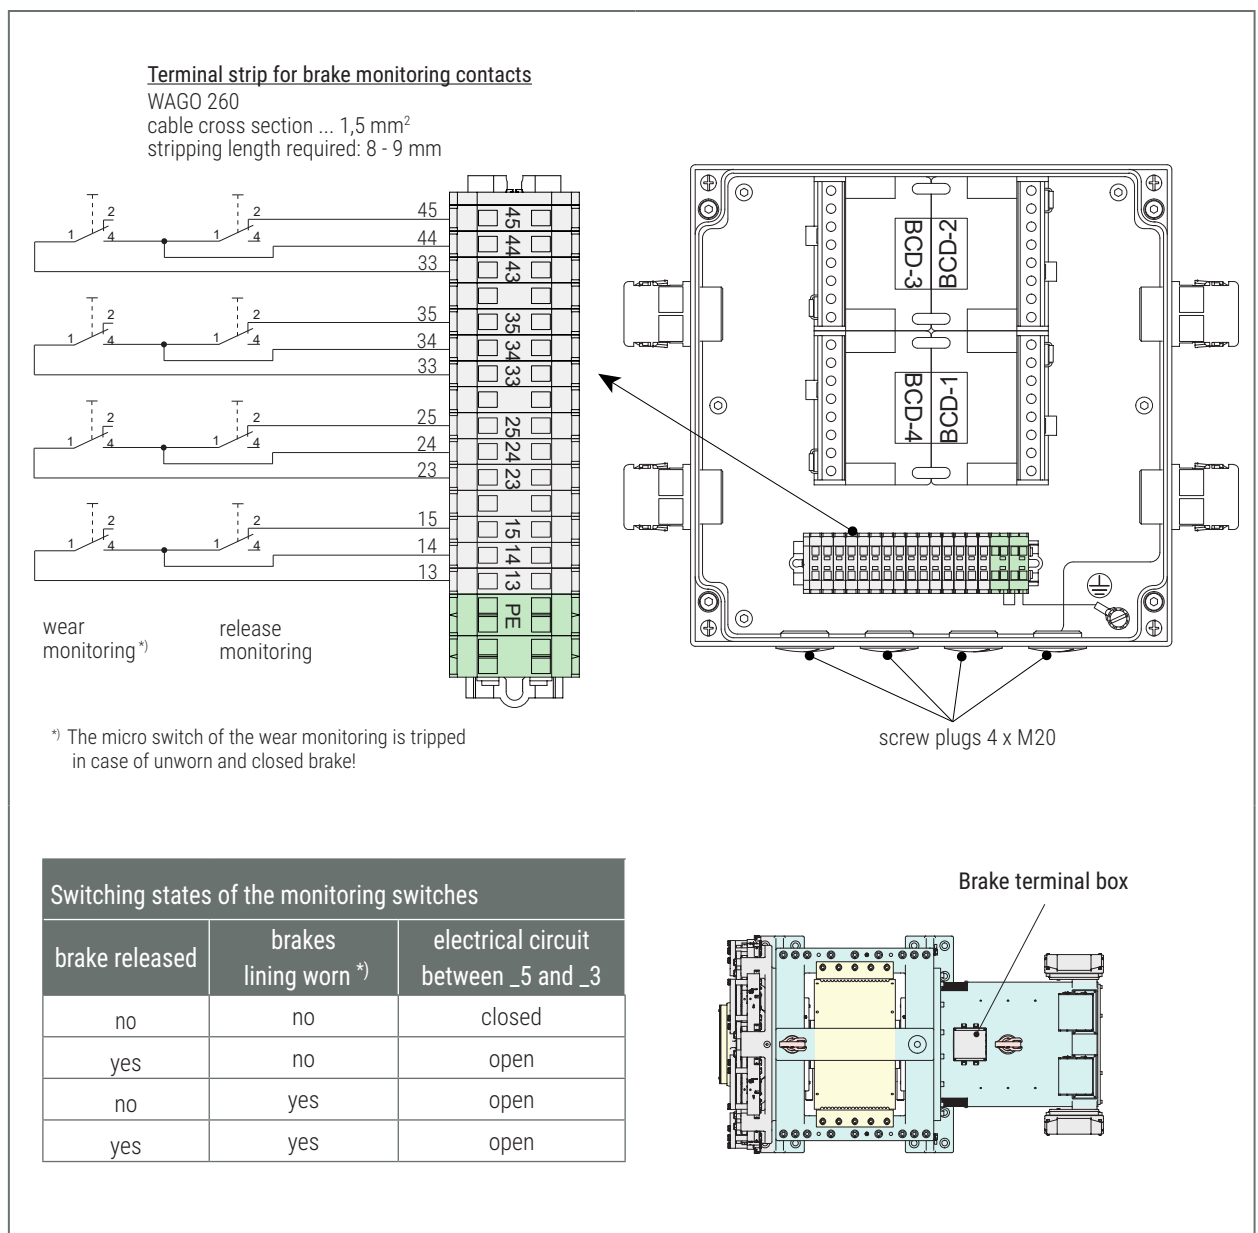 Terminal strip for brake monitoring contacts
WAGO 260
cable cross section ... 1,5 mm²
stripping length required: 8 - 9 mm
2 2 45 45
1 4 1 4 44 44
33 43
2 2 35 35
1 4 1 4 34 34
33 33
2 2 25 25
1 4 1 4 24 24
23 23
2 2 15 15
1 4 1 4 14 14
13 13
PE
wear
monitoring *)
release
monitoring
*) The micro switch of the wear monitoring is tripped
in case of unworn and closed brake!
BCD-3
BCD-2
BCD-4
BCD-1
screw plugs 4 x M20
Switching states of the monitoring switches
brake released
brakes
lining worn *)
electrical circuit
between _5 and _3
no no closed
yes no open
no yes open
yes yes open
Brake terminal box